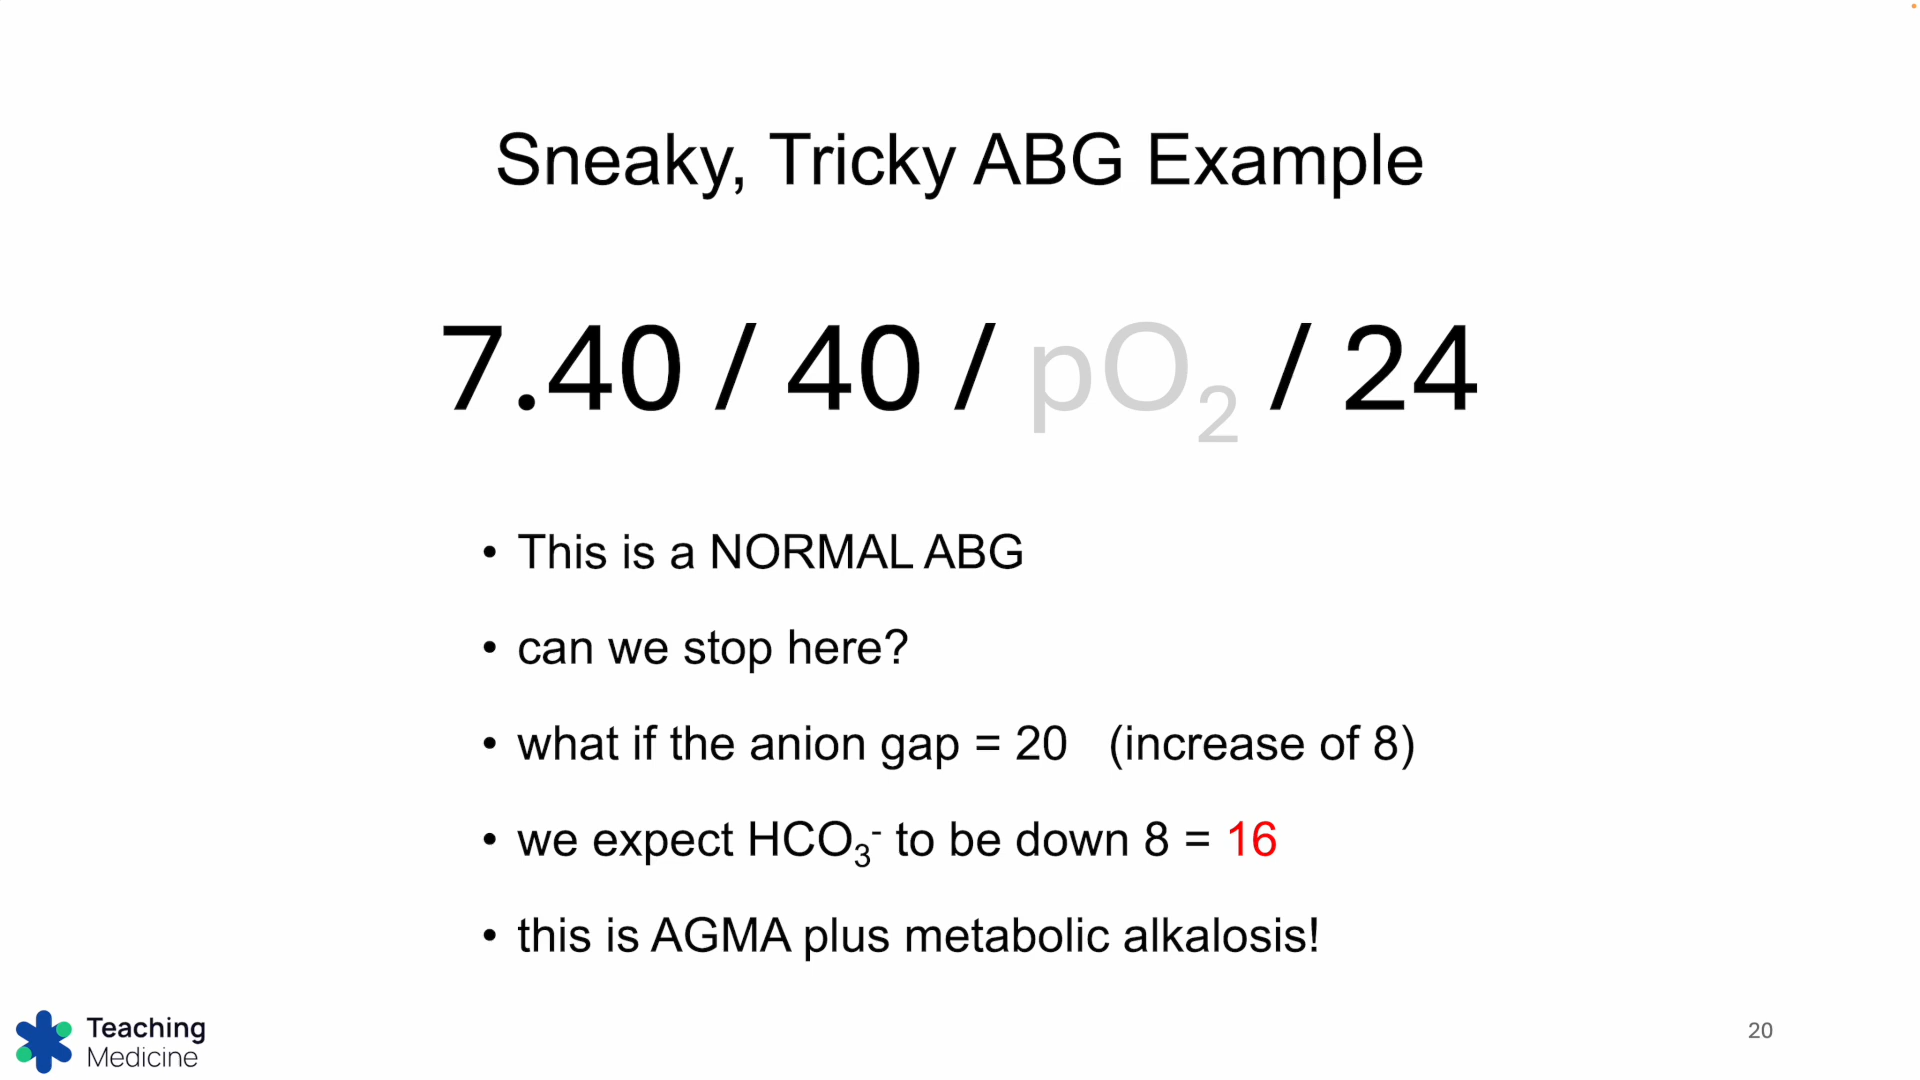 Sneaky, Tricky ABG Example
7.40 / 40 / pO₂ / 24
• This is a NORMAL ABG
• can we stop here?
• what if the anion gap = 20 (increase of 8)
• we expect HCO₃⁻ to be down 8 = 16
• this is AGMA plus metabolic alkalosis!
Teaching
Medicine
20